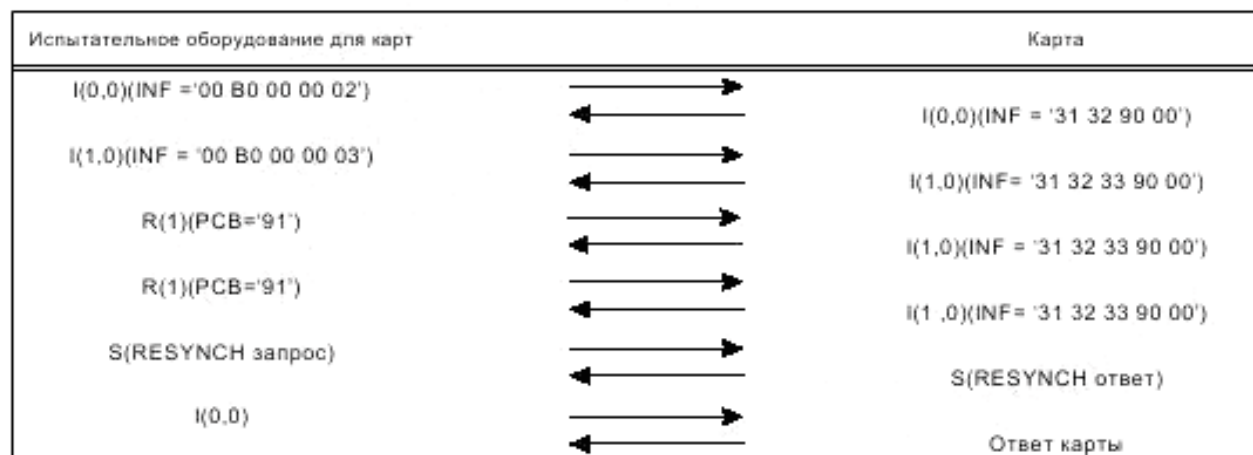 Испытательное оборудование для карт Карта
I(0,0)(INF ='00 B0 00 00 02')
I(0,0)(INF = '31 32 90 00')
I(1,0)(INF = '00 B0 00 00 03')
I(1,0)(INF= '31 32 33 90 00')
R(1)(PCB='91')
I(1,0)(INF = '31 32 33 90 00')
R(1)(PCB='91')
I(1 ,0)(INF= '31 32 33 90 00')
S(RESYNCH запрос)
S(RESYNCH ответ)
I(0,0)
Ответ карты